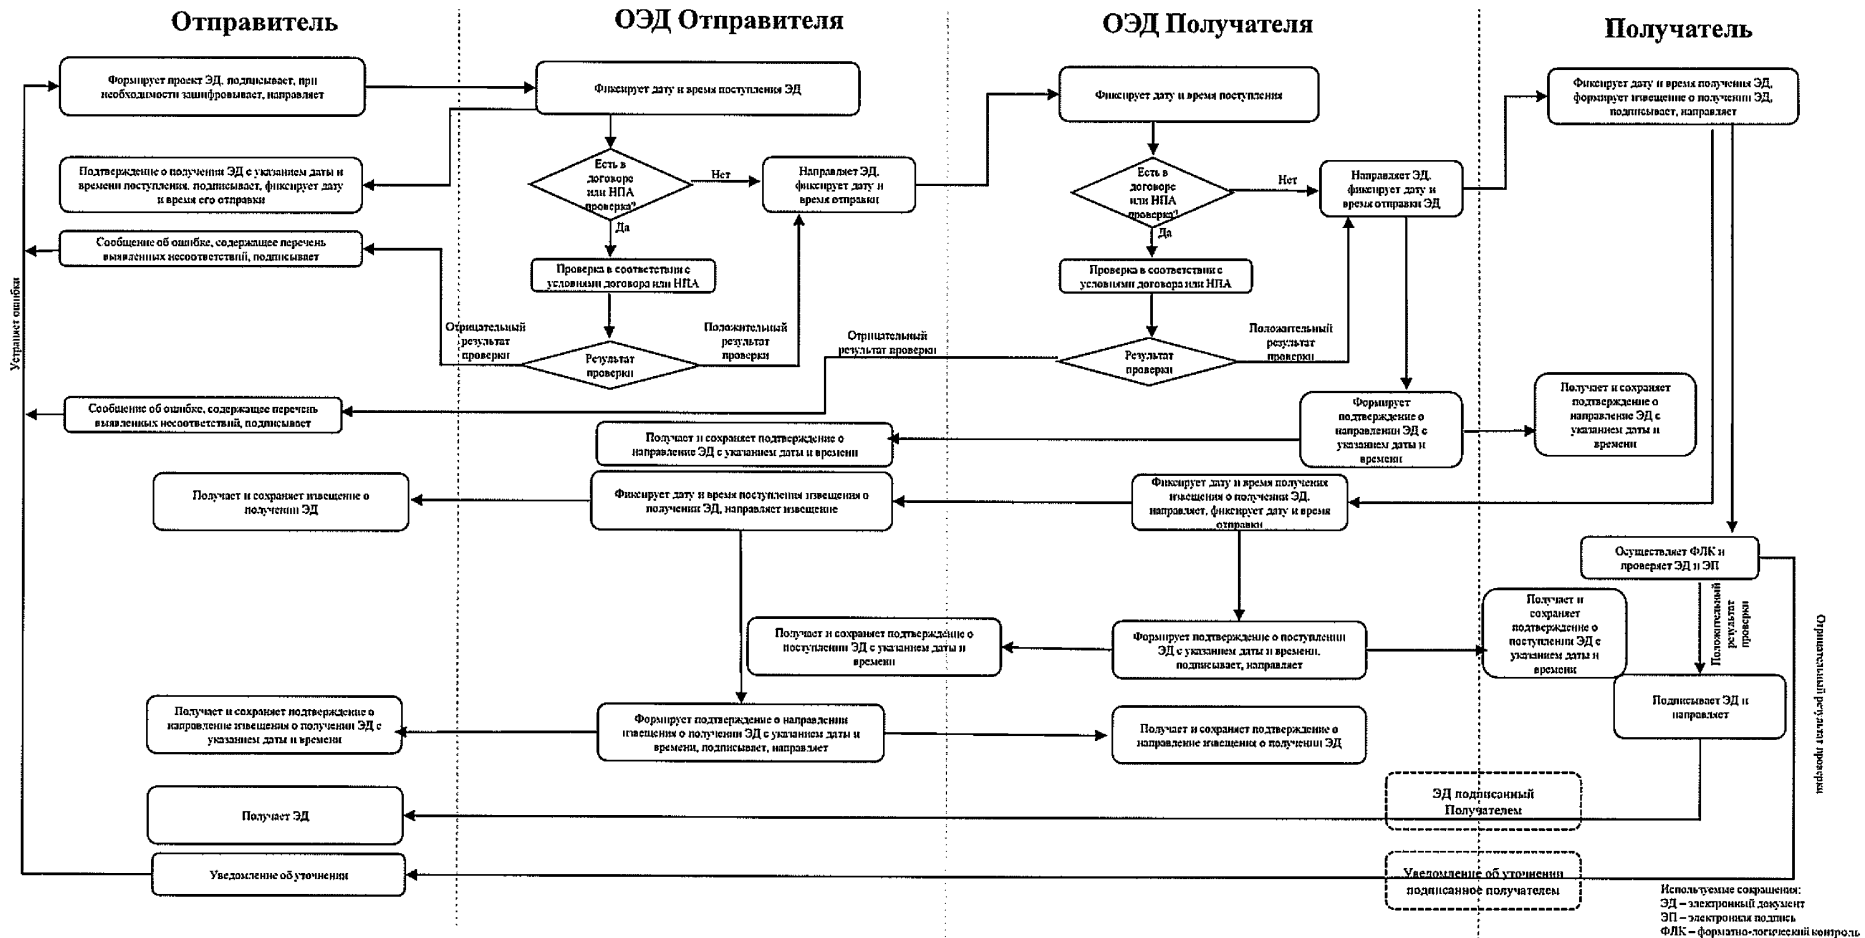 Отправитель
ОЭД Отправителя
ОЭД Получателя
Получатель
Формирует проект ЭД, подписывает, при
необходимости зашифровывает, направляет
Фиксирует дату и время поступления ЭД
Фиксирует дату и время поступления
Фиксирует дату и время получения ЭД,
формирует извещение о получении ЭД,
подписывает, направляет
Подтверждение о получении ЭД с указанием даты и
времени поступления, подписывает, фиксирует дату
и время его отправки
Есть в
договоре
или НПА
проверка?
Нет
Да
Направляет ЭД,
фиксирует дату и
время отправки
Есть в
договоре
или НПА
проверка?
Нет
Да
Направляет ЭД,
фиксирует дату и
время отправки ЭД
Сообщение об ошибке, содержащее перечень
выявленных несоответствий, подписывает
Проверка в соответствии с
условиями договора или НПА
Проверка в соответствии с
условиями договора или НПА
Устраняет ошибки
Отрицательный
результат
проверки
Результат
проверки
Положительный
результат
проверки
Отрицательный
результат проверки
Результат
проверки
Положительный
результат
проверки
Сообщение об ошибке, содержащее перечень
выявленных несоответствий, подписывает
Получает и сохраняет подтверждение о
направление ЭД с указанием даты и времени
Формирует
подтверждение о
направлении ЭД с
указанием даты и
времени
Получает и сохраняет
подтверждение о
направление ЭД с
указанием даты и
времени
Получает и сохраняет извещение о
получении ЭД
Фиксирует дату и время поступления извещения о
получении ЭД, направляет извещение
Фиксирует дату и время получения
извещения о получении ЭД,
направляет, фиксирует дату и время
отправки
Осуществляет ФЛК и
проверяет ЭД и ЭП
Положительный
результат
проверки
Отрицательный результат проверки
Получает и сохраняет подтверждение о
поступлении ЭД с указанием даты и
времени
Формирует подтверждение о поступлении
ЭД с указанием даты и времени,
подписывает, направляет
Получает и
сохраняет
подтверждение о
поступлении ЭД с
указанием даты и
времени
Подписывает ЭД и
направляет
Получает и сохраняет подтверждение о
направление извещения о получении ЭД с
указанием даты и времени
Формирует подтверждение о направлении
извещения о получении ЭД с указанием даты и
времени, подписывает, направляет
Получает и сохраняет подтверждение о
направление извещения о получении ЭД
Получает ЭД
ЭД подписанный
Получателем
Уведомление об уточнении
Уведомление об уточнении
подписанное получателем
Используемые сокращения:
ЭД – электронный документ
ЭП – электронная подпись
ФЛК – форматно-логический контроль